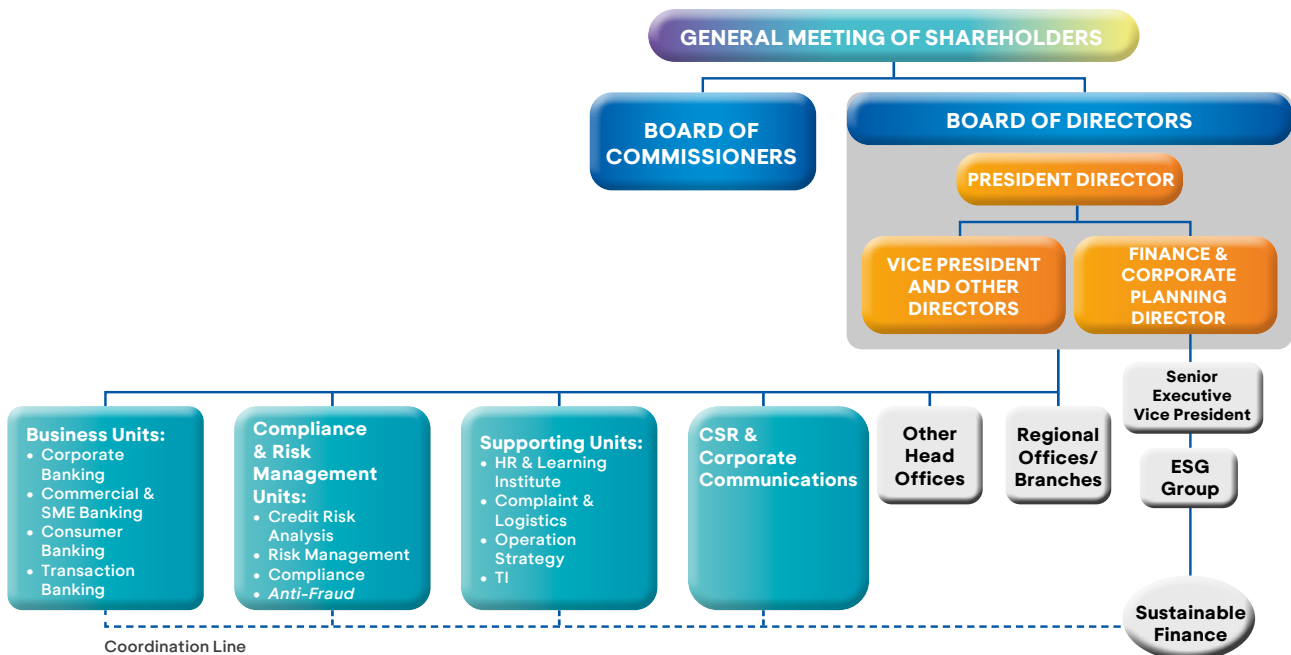 GENERAL MEETING OF SHAREHOLDERS
BOARD OF
COMMISSIONERS
BOARD OF DIRECTORS
PRESIDENT DIRECTOR
VICE PRESIDENT
AND OTHER
DIRECTORS
FINANCE &
CORPORATE
PLANNING
DIRECTOR
Senior
Executive
Vice President
ESG
Group
Business Units:
• Corporate
Banking
• Commercial &
SME Banking
• Consumer
Banking
• Transaction
Banking
Compliance
& Risk
Management
Units:
• Credit Risk
Analysis
• Risk Management
• Compliance
• Anti-Fraud
Supporting Units:
• HR & Learning
Institute
• Complaint &
Logistics
• Operation
Strategy
• TI
CSR &
Corporate
Communications
Other
Head
Offices
Regional
Offices/
Branches
Sustainable
Finance
Coordination Line